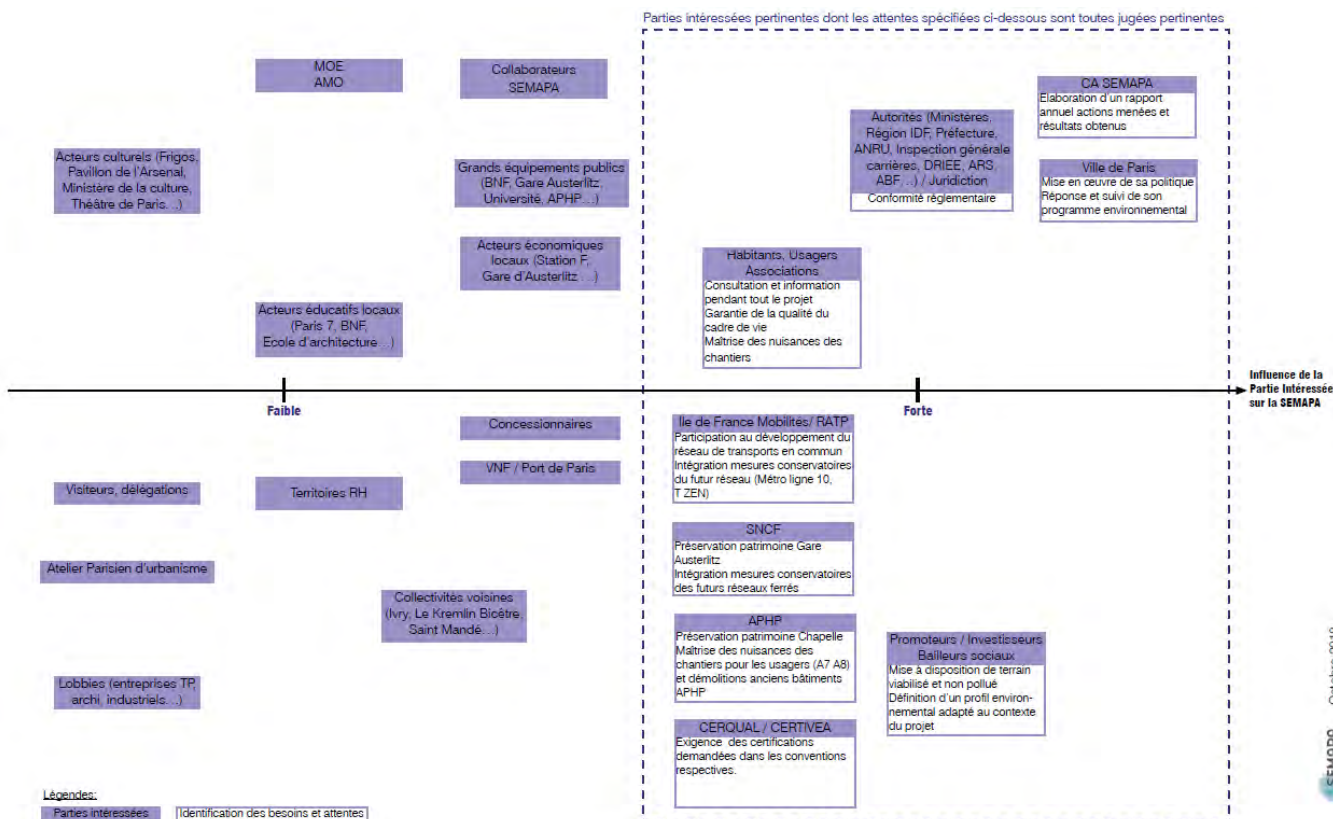 Parties intéressées pertinentes dont les attentes spécifiées ci-dessous sont toutes jugées pertinentes
MOE
AMO
Collaborateurs
SEMAPA
CA SEMAPA
Elaboration d'un rapport
annuel actions menées et
résultats obtenus
Acteurs culturels (Frigos,
Pavillon de l'Arsenal,
Ministère de la culture,
Théâtre de Paris...)
Grands équipements publics
(BNF, Gare Austerlitz,
Université, APHP...)
Autorités (Ministères,
Région IDF, Préfecture,
ANRU, Inspection générale
carrières, DRIEE, ARS,
ABF, ..) / Juridiction
Conformité réglementaire
Ville de Paris
Mise en œuvre de sa politique
Réponse et suivi de son
programme environnemental
Acteurs économiques
locaux (Station F,
Gare d'Austerlitz ...)
Habitants, Usagers
Associations
Consultation et information
pendant tout le projet
Garantie de la qualité du
cadre de vie
Maîtrise des nuisances des
chantiers
Acteurs éducatifs locaux
(Paris 7, BNF,
Ecole d'architecture ...)
Faible
Forte
Influence de la
Partie Intéressée
sur la SEMAPA
Concessionnaires
VNF / Port de Paris
Visiteurs, délégations
Territoires RH
Atelier Parisien d'urbanisme
Collectivités voisines
(Ivry, Le Kremlin Bicêtre,
Saint Mandé...)
Lobbies (entreprises TP,
archi, industriels...)
Ile de France Mobilités/ RATP
Participation au développement du
réseau de transports en commun
Intégration mesures conservatoires
du futur réseau (Métro ligne 10,
T ZEN)
SNCF
Préservation patrimoine Gare
Austerlitz
Intégration mesures conservatoires
des futurs réseaux ferrés
APHP
Préservation patrimoine Chapelle
Maîtrise des nuisances des
chantiers pour les usagers (A7 A8)
et démolitions anciens bâtiments
APHP
Promoteurs / Investisseurs
Bailleurs sociaux
Mise à disposition de terrain
viabilisé et non pollué
Définition d'un profil environ-
nemental adapté au contexte
du projet
CERQUAL / CERTIVEA
Exigence des certifications
demandées dans les conventions
respectives.
Légendes:
Parties intéressées
Identification des besoins et attentes
SEMAPA